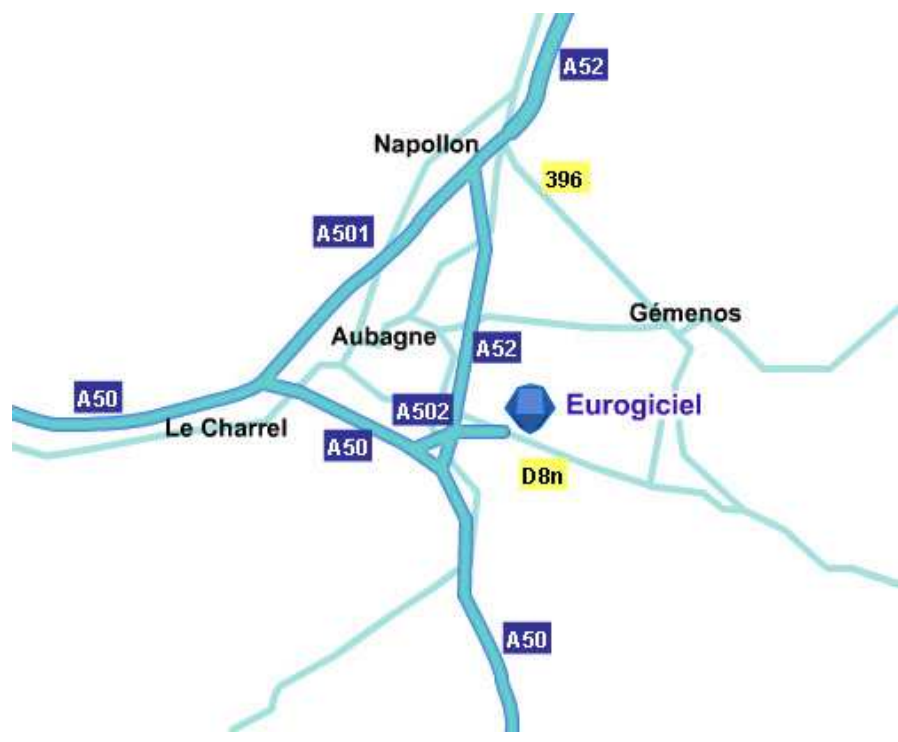 A52
Napollon
396
A501
Gémenos
Aubagne
A52
A50
A502
Eurogiciel
Le Charrel
A50
D8n
A50